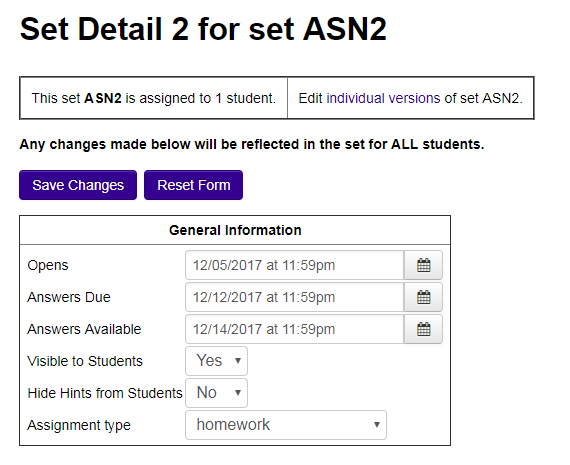 Set Detail 2 for set ASN2
This set ASN2 is assigned to 1 student. Edit individual versions of set ASN2.
Any changes made below will be reflected in the set for ALL students.
Save Changes Reset Form
General Information
Opens 12/05/2017 at 11:59pm
Answers Due 12/12/2017 at 11:59pm
Answers Available 12/14/2017 at 11:59pm
Visible to Students Yes
Hide Hints from Students No
Assignment type homework